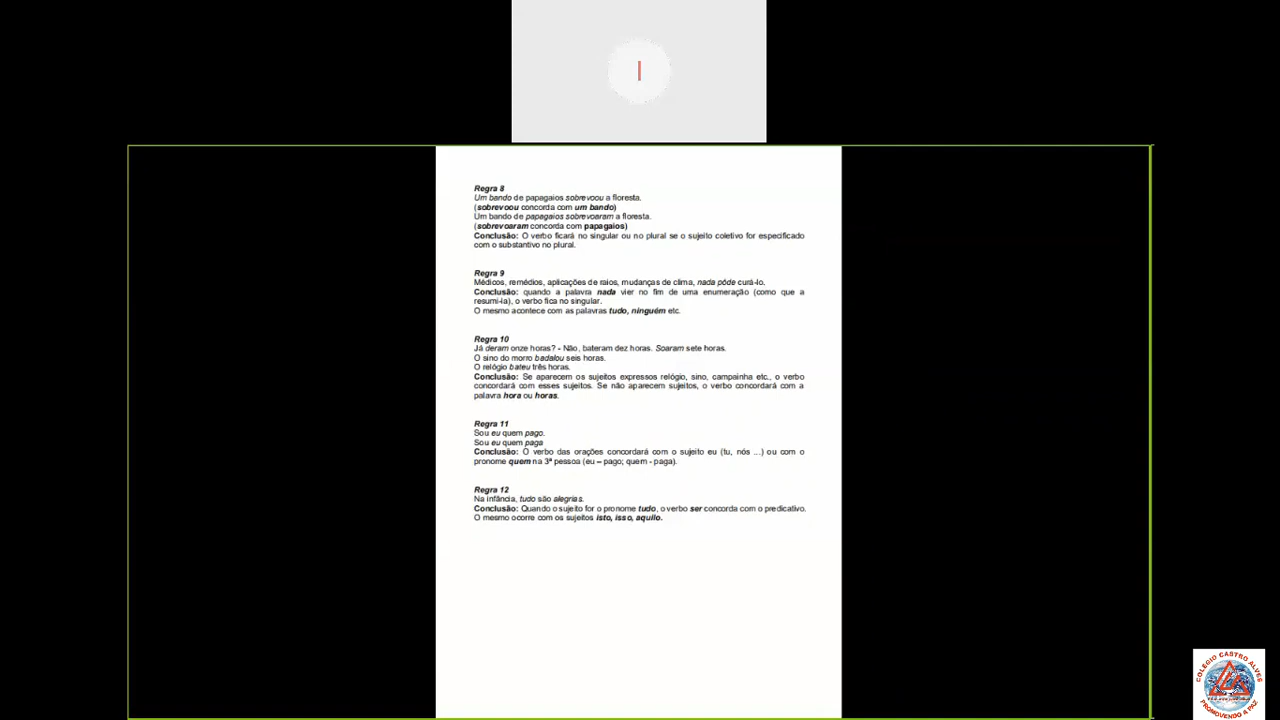 Regra 8
Um bando de papagaios sobrevoou a floresta.
(sobrevoou concorda com um bando)
Um bando de papagaios sobrevoaram a floresta.
(sobrevoaram concorda com papagaios)
Conclusão: O verbo ficará no singular ou no plural se o sujeito coletivo for especificado
com o substantivo no plural.
Regra 9
Médicos, remédios, aplicações de raios, mudanças de clima, nada pôde curá-lo.
Conclusão: quando a palavra nada vier no fim de uma enumeração (como que a
resumi-la), o verbo fica no singular.
O mesmo acontece com as palavras tudo, ninguém etc.
Regra 10
Já deram onze horas? - Não, bateram dez horas. Soaram sete horas.
O sino do morro badalou seis horas.
O relógio bateu três horas.
Conclusão: Se aparecem os sujeitos expressos relógio, sino, campainha etc., o verbo
concordará com esses sujeitos. Se não aparecem sujeitos, o verbo concordará com a
palavra hora ou horas.
Regra 11
Sou eu quem pago.
Sou eu quem paga
Conclusão: O verbo das orações concordará com o sujeito eu (tu, nós ...) ou com o
pronome quem na 3ª pessoa (eu – pago; quem - paga).
Regra 12
Na infância, tudo são alegrias.
Conclusão: Quando o sujeito for o pronome tudo, o verbo ser concorda com o predicativo.
O mesmo ocorre com os sujeitos isto, isso, aquilo.
I
COLÉGIO CASTRO ALVES
PROMOVENDO A PAZ